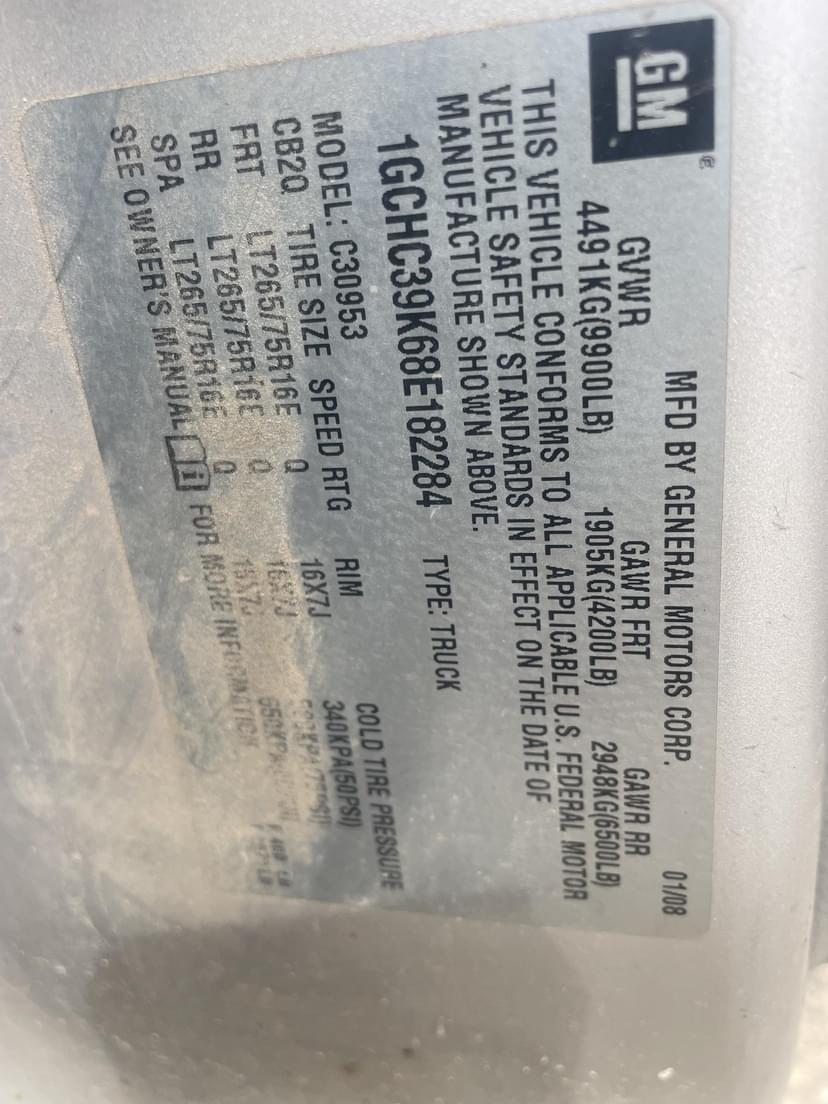 GM ®
MFD BY GENERAL MOTORS CORP. 01/08
GVWR GAWR FRT GAWR RR
4491KG(9900LB) 1905KG(4200LB) 2948KG(6500LB)
THIS VEHICLE CONFORMS TO ALL APPLICABLE U.S. FEDERAL MOTOR
VEHICLE SAFETY STANDARDS IN EFFECT ON THE DATE OF
MANUFACTURE SHOWN ABOVE.
1GCHC39K68E182284 TYPE: TRUCK
MODEL: C30953
CB2Q TIRE SIZE SPEED RTG RIM COLD TIRE PRESSURE
FRT LT265/75R16E Q 16X7J 340KPA(50PSI)
RR LT265/75R16E Q 16X7J
SPA LT265/75R16E Q
SEE OWNER'S MANUAL FOR MORE INFORMATION